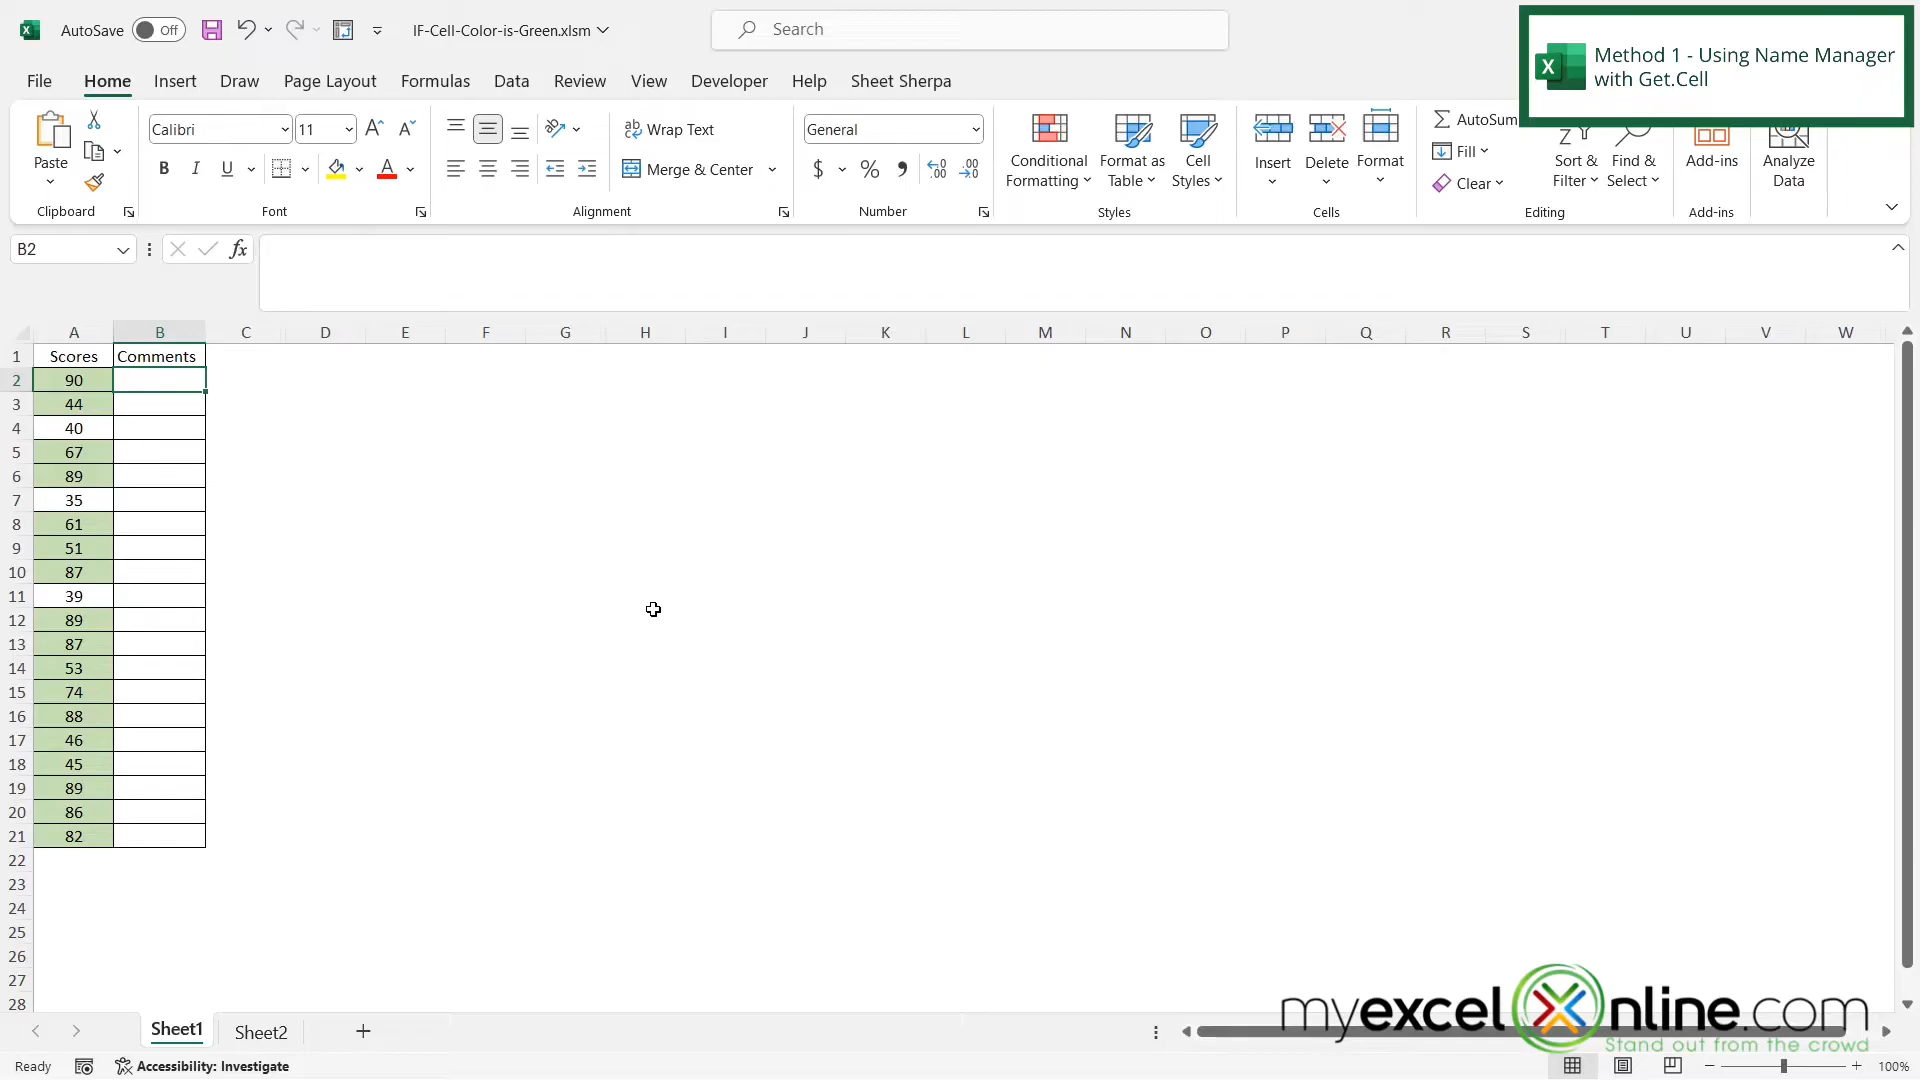 AutoSave Off IF-Cell-Color-is-Green.xlsm Search
Method 1 - Using Name Manager
with Get.Cell
File Home Insert Draw Page Layout Formulas Data Review View Developer Help Sheet Sherpa
Paste
Clipboard
Calibri 11
B I U A
Font
Wrap Text
Merge & Center
Alignment
General
$ % 9
Number
Conditional Formatting
Format as Table
Cell Styles
Styles
Insert Delete Format
Cells
AutoSum
Fill
Clear
Sort & Filter
Find & Select
Editing
Add-ins
Add-ins
Analyze Data
B2 fx
A B C D E F G H I J K L M N O P Q R S T U V W
1 Scores Comments
2 90
3 44
4 40
5 67
6 89
7 35
8 61
9 51
10 87
11 39
12 89
13 87
14 53
15 74
16 88
17 46
18 45
19 89
20 86
21 82
22
23
24
25
26
27
28
myexcelonline.com
Stand out from the crowd
Sheet1 Sheet2
Ready Accessibility: Investigate 100%